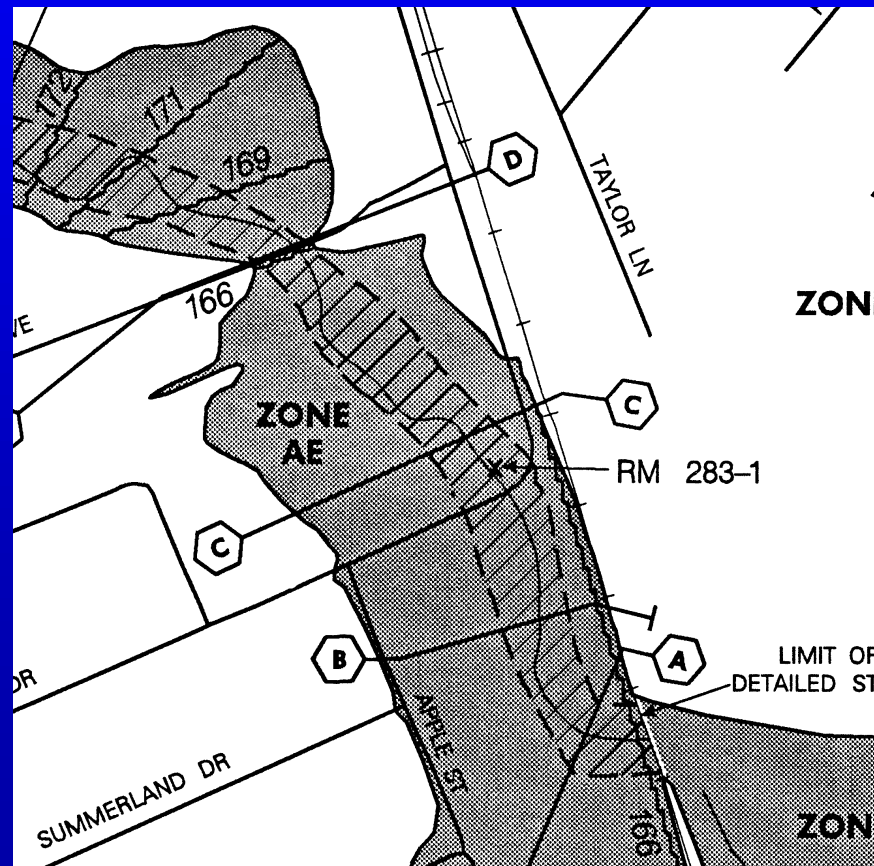 172
171
169
D
TAYLOR LN
166
VE
ZON
C
ZONE
AE
RM 283-1
C
B
A
LIMIT OF
DETAILED ST
DR
APPLE ST
SUMMERLAND DR
166
ZON